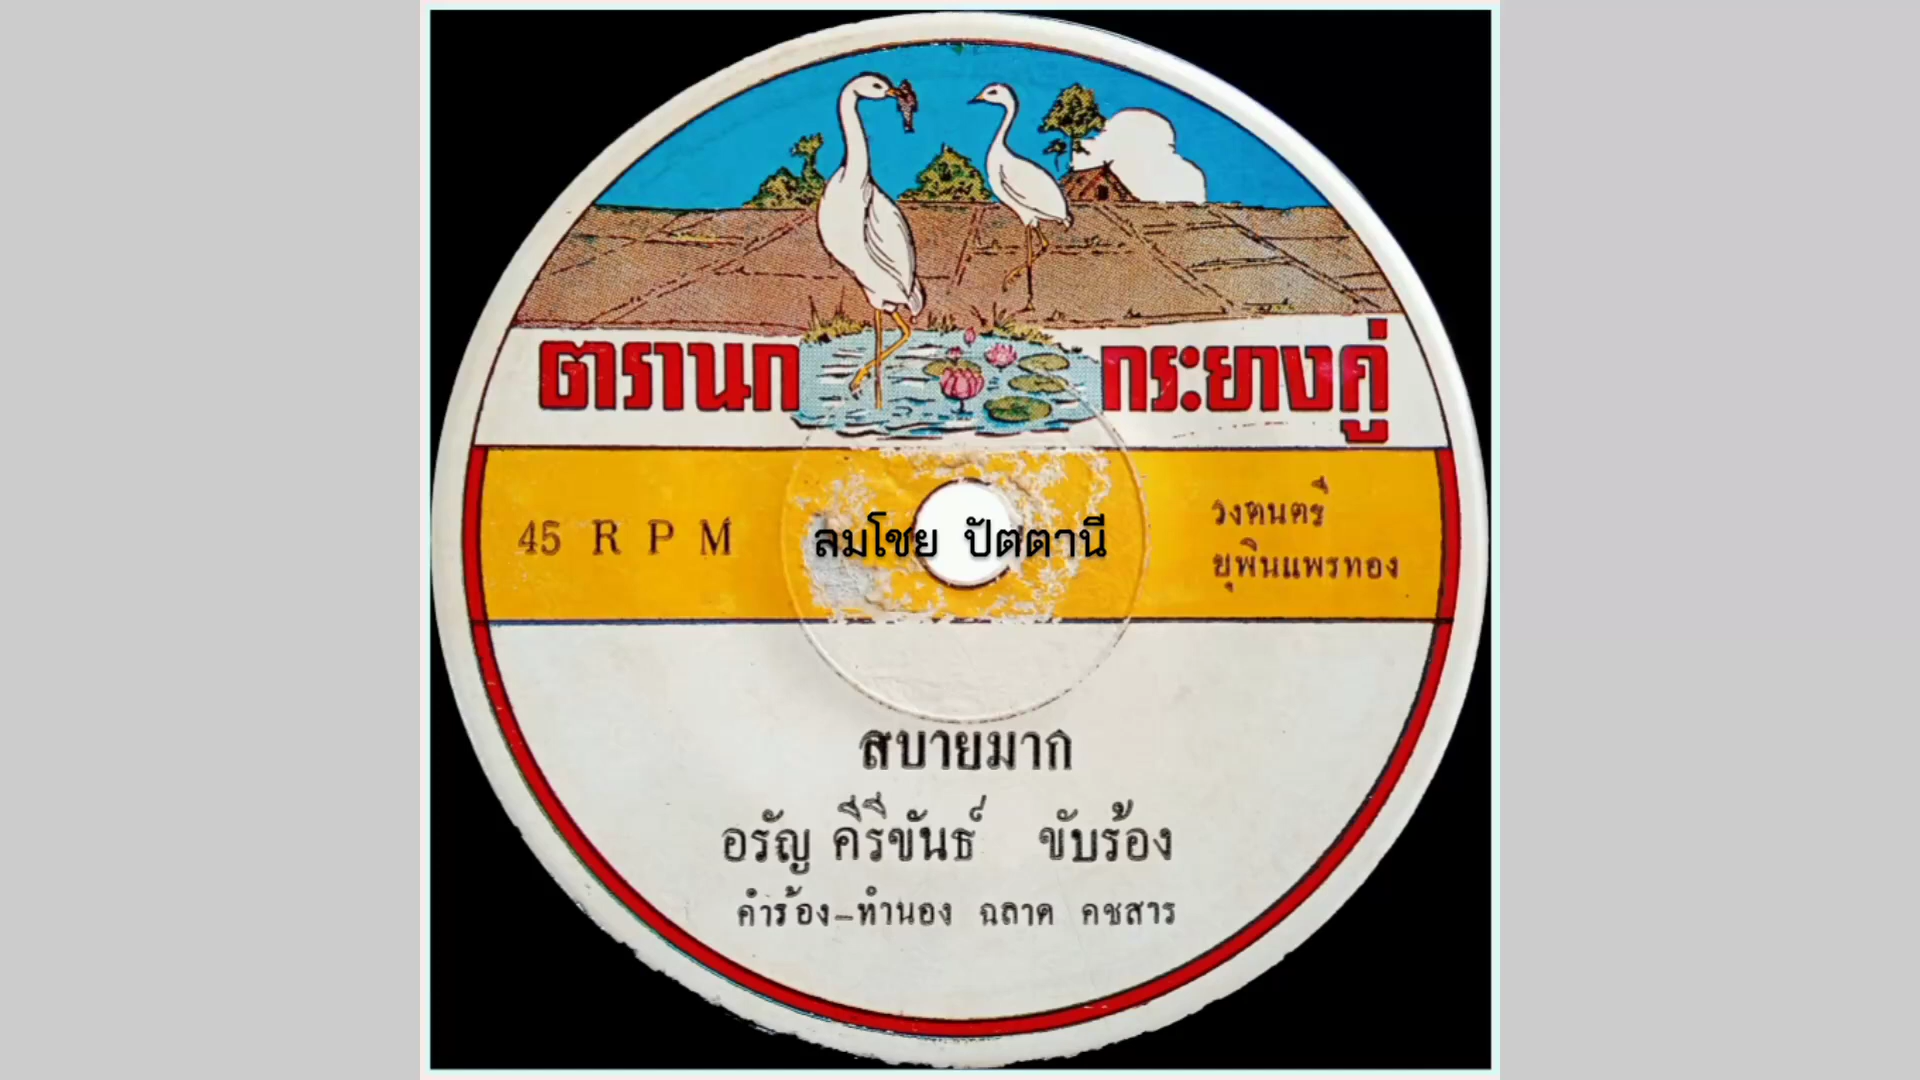 ตรานก กระยางคู่
45 R P M
ลมโชย ปัตตานี
วงดนตรี
ยุพินแพรทอง
สบายมาก
อรัญ คีรีขันธ์ ขับร้อง
คำร้อง-ทำนอง ฉลาด คชสาร